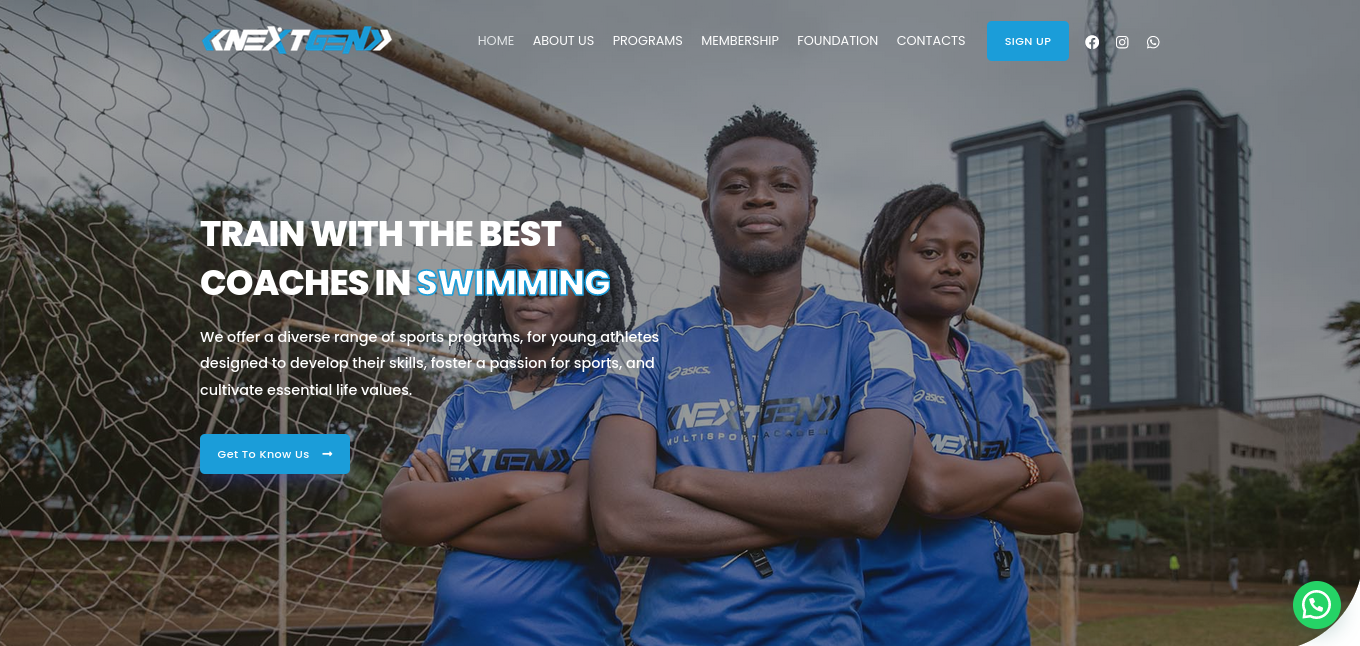 NEXTGEN
HOME ABOUT US PROGRAMS MEMBERSHIP FOUNDATION CONTACTS SIGN UP
TRAIN WITH THE BEST
COACHES IN SWIMMING
We offer a diverse range of sports programs, for young athletes
designed to develop their skills, foster a passion for sports, and
cultivate essential life values.
Get To Know Us
asics
NEXTGEN
MULTISPORT ACADEMY
asics
NEXTGEN
NEXTGEN